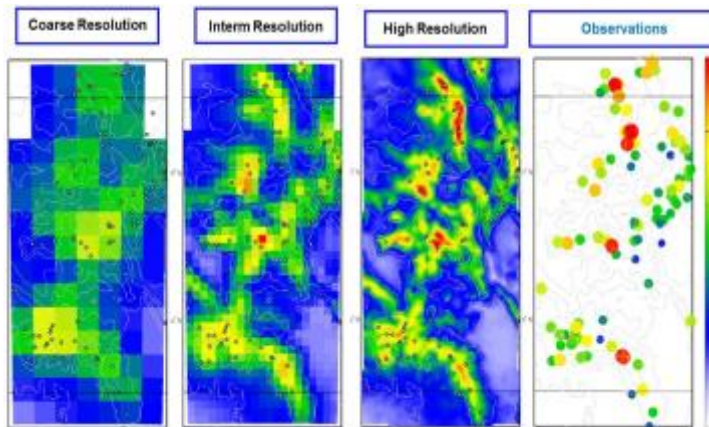 Coarse Resolution
Interm Resolution
High Resolution
Observations